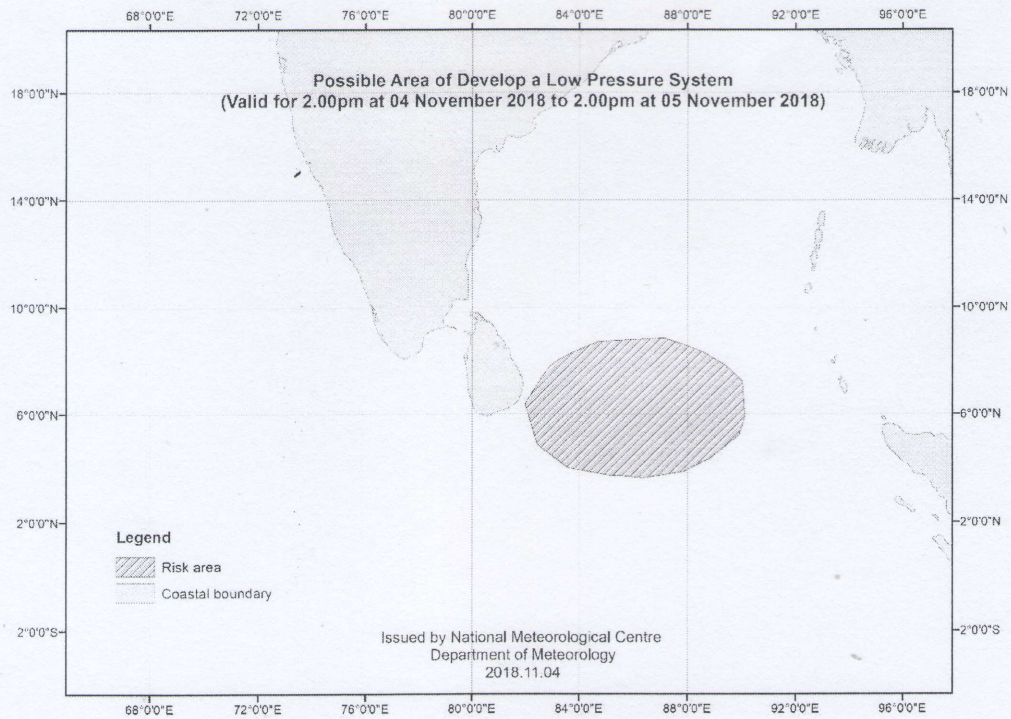 68°0'0"E 72°0'0"E 76°0'0"E 80°0'0"E 84°0'0"E 88°0'0"E 92°0'0"E 96°0'0"E
Possible Area of Develop a Low Pressure System
(Valid for 2.00pm at 04 November 2018 to 2.00pm at 05 November 2018)
18°0'0"N 18°0'0"N
14°0'0"N 14°0'0"N
10°0'0"N 10°0'0"N
6°0'0"N 6°0'0"N
2°0'0"N 2°0'0"N
Legend
Risk area
Coastal boundary
2°0'0"S 2°0'0"S
Issued by National Meteorological Centre
Department of Meteorology
2018.11.04
68°0'0"E 72°0'0"E 76°0'0"E 80°0'0"E 84°0'0"E 88°0'0"E 92°0'0"E 96°0'0"E